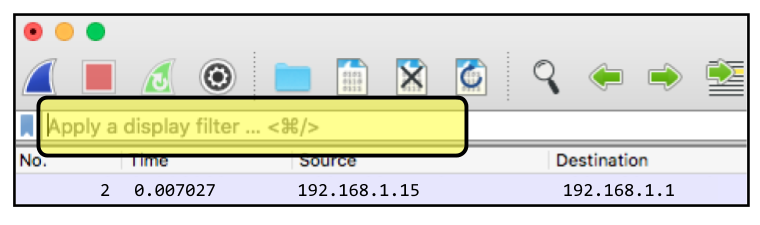 Apply a display filter ... <⌘/>
No. Time Source Destination
2 0.007027 192.168.1.15 192.168.1.1